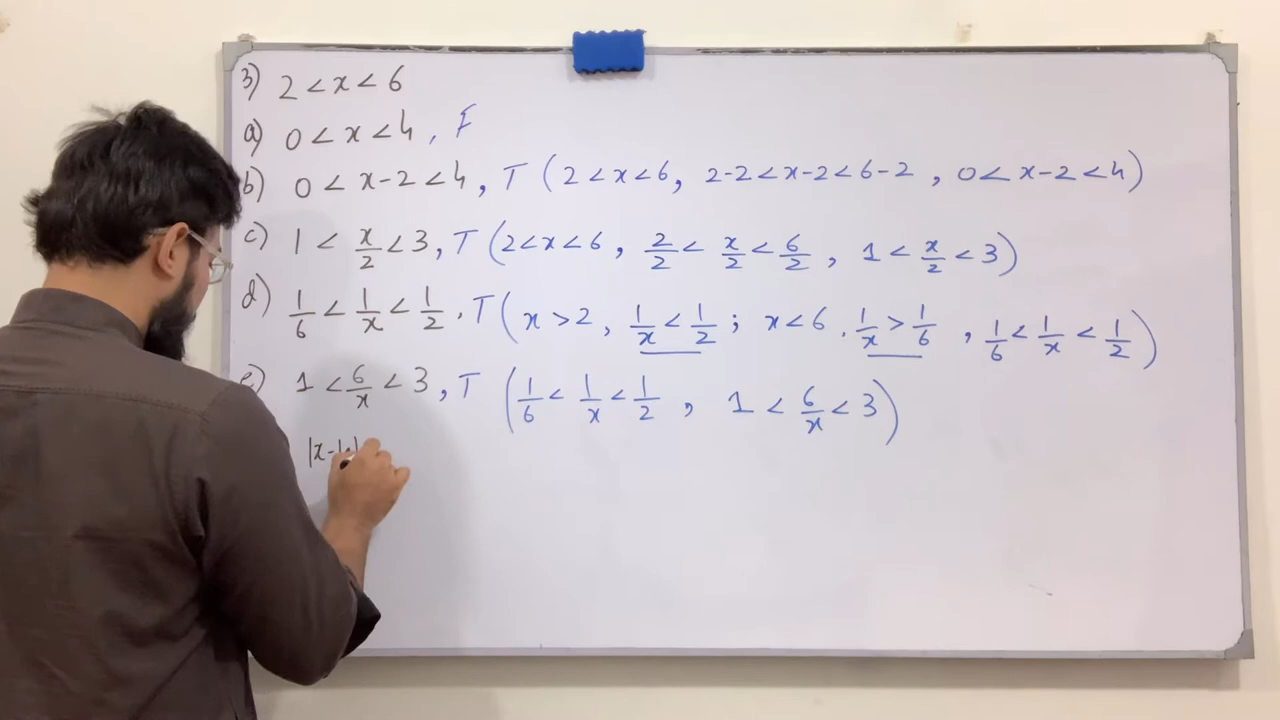 3) 2 < x < 6
a) 0 < x < 4 , F
b) 0 < x-2 < 4 , T (2 < x < 6, 2-2 < x-2 < 6-2 , 0 < x-2 < 4)
c) 1 < x/2 < 3, T (2 < x < 6 , 2/2 < x/2 < 6/2 , 1 < x/2 < 3)
d) 1/6 < 1/x < 1/2 . T (x > 2 , 1/x < 1/2 ; x < 6 . 1/x > 1/6 , 1/6 < 1/x < 1/2)
e) 1 < 6/x < 3 , T (1/6 < 1/x < 1/2 , 1 < 6/x < 3)
|x-4|